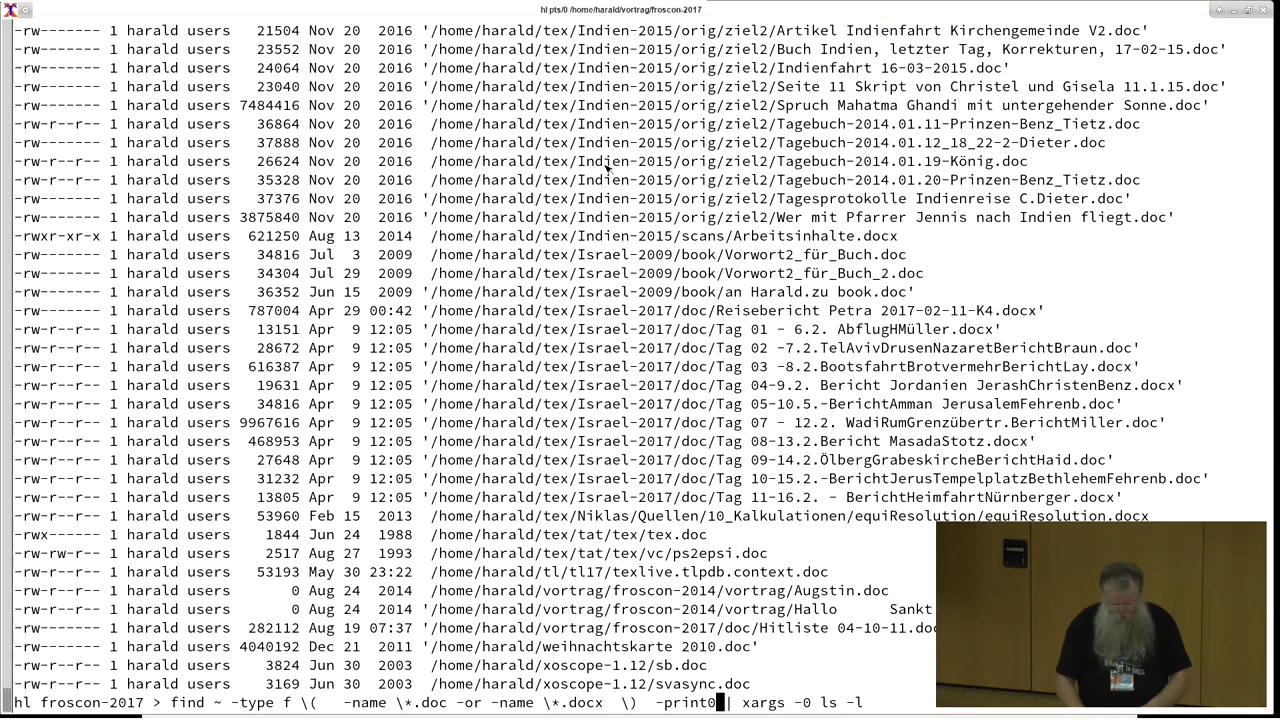 hl pts/0 /home/harald/vortrag/froscon-2017
-rw------- 1 harald users   21504 Nov 20  2016 '/home/harald/tex/Indien-2015/orig/ziel2/Artikel Indienfahrt Kirchengemeinde V2.doc'
-rw------- 1 harald users   23552 Nov 20  2016 '/home/harald/tex/Indien-2015/orig/ziel2/Buch Indien, letzter Tag, Korrekturen, 17-02-15.doc'
-rw------- 1 harald users   24064 Nov 20  2016 '/home/harald/tex/Indien-2015/orig/ziel2/Indienfahrt 16-03-2015.doc'
-rw------- 1 harald users   23040 Nov 20  2016 '/home/harald/tex/Indien-2015/orig/ziel2/Seite 11 Skript von Christel und Gisela 11.1.15.doc'
-rw------- 1 harald users 7484416 Nov 20  2016 '/home/harald/tex/Indien-2015/orig/ziel2/Spruch Mahatma Ghandi mit untergehender Sonne.doc'
-rw-r--r-- 1 harald users   36864 Nov 20  2016  /home/harald/tex/Indien-2015/orig/ziel2/Tagebuch-2014.01.11-Prinzen-Benz_Tietz.doc
-rw------- 1 harald users   37888 Nov 20  2016  /home/harald/tex/Indien-2015/orig/ziel2/Tagebuch-2014.01.12_18_22-2-Dieter.doc
-rw-r--r-- 1 harald users   26624 Nov 20  2016  /home/harald/tex/Indien-2015/orig/ziel2/Tagebuch-2014.01.19-König.doc
-rw-r--r-- 1 harald users   35328 Nov 20  2016  /home/harald/tex/Indien-2015/orig/ziel2/Tagebuch-2014.01.20-Prinzen-Benz_Tietz.doc
-rw------- 1 harald users   37376 Nov 20  2016 '/home/harald/tex/Indien-2015/orig/ziel2/Tagesprotokolle Indienreise C.Dieter.doc'
-rw------- 1 harald users 3875840 Nov 20  2016 '/home/harald/tex/Indien-2015/orig/ziel2/Wer mit Pfarrer Jennis nach Indien fliegt.doc'
-rwxr-xr-x 1 harald users  621250 Aug 13  2014  /home/harald/tex/Indien-2015/scans/Arbeitsinhalte.docx
-rw------- 1 harald users   34816 Jul  3  2009  /home/harald/tex/Israel-2009/book/Vorwort2_für_Buch.doc
-rw------- 1 harald users   34304 Jul 29  2009  /home/harald/tex/Israel-2009/book/Vorwort2_für_Buch_2.doc
-rw------- 1 harald users   36352 Jun 15  2009 '/home/harald/tex/Israel-2009/book/an Harald.zu book.doc'
-rw------- 1 harald users  787004 Apr 29 00:42 '/home/harald/tex/Israel-2017/doc/Reisebericht Petra 2017-02-11-K4.docx'
-rw-r--r-- 1 harald users   13151 Apr  9 12:05 '/home/harald/tex/Israel-2017/doc/Tag 01 - 6.2. AbflugHMüller.docx'
-rw-r--r-- 1 harald users   28672 Apr  9 12:05 '/home/harald/tex/Israel-2017/doc/Tag 02 -7.2.TelAvivDrusenNazaretBerichtBraun.doc'
-rw-r--r-- 1 harald users  616387 Apr  9 12:05 '/home/harald/tex/Israel-2017/doc/Tag 03 -8.2.BootsfahrtBrotvermehrBerichtLay.docx'
-rw-r--r-- 1 harald users   19631 Apr  9 12:05 '/home/harald/tex/Israel-2017/doc/Tag 04-9.2. Bericht Jordanien JerashChristenBenz.docx'
-rw-r--r-- 1 harald users   34816 Apr  9 12:05 '/home/harald/tex/Israel-2017/doc/Tag 05-10.5.-BerichtAmman JerusalemFehrenb.doc'
-rw-r--r-- 1 harald users 9967616 Apr  9 12:05 '/home/harald/tex/Israel-2017/doc/Tag 07 - 12.2. WadiRumGrenzübertr.BerichtMiller.doc'
-rw-r--r-- 1 harald users  468953 Apr  9 12:05 '/home/harald/tex/Israel-2017/doc/Tag 08-13.2.Bericht MasadaStotz.docx'
-rw-r--r-- 1 harald users   27648 Apr  9 12:05 '/home/harald/tex/Israel-2017/doc/Tag 09-14.2.ÖlbergGrabeskircheBerichtHaid.doc'
-rw-r--r-- 1 harald users   31232 Apr  9 12:05 '/home/harald/tex/Israel-2017/doc/Tag 10-15.2.-BerichtJerusTempelplatzBethlehemFehrenb.doc'
-rw-r--r-- 1 harald users   13805 Apr  9 12:05 '/home/harald/tex/Israel-2017/doc/Tag 11-16.2. - BerichtHeimfahrtNürnberger.docx'
-rw-r--r-- 1 harald users   53960 Feb 15  2013  /home/harald/tex/Niklas/Quellen/10_Kalkulationen/equiResolution/equiResolution.docx
-rwx------ 1 harald users    1844 Jun 24  1988  /home/harald/tex/tat/tex/tex.doc
-rw-rw-r-- 1 harald users    2517 Aug 27  1993  /home/harald/tex/tat/tex/vc/ps2epsi.doc
-rw-r--r-- 1 harald users   53193 May 30 23:22  /home/harald/tl/tl17/texlive.tlpdb.context.doc
-rw-r--r-- 1 harald users       0 Aug 24  2014  /home/harald/vortrag/froscon-2014/vortrag/Augstin.doc
-rw-r--r-- 1 harald users       0 Aug 24  2014 '/home/harald/vortrag/froscon-2014/vortrag/Hallo      Sankt
-rw-r--r-- 1 harald users  282112 Aug 19 07:37 '/home/harald/vortrag/froscon-2017/doc/Hitliste 04-10-11.doc
-rw------- 1 harald users 4040192 Dec 21  2011 '/home/harald/weihnachtskarte 2010.doc'
-rw-r--r-- 1 harald users    3824 Jun 30  2003  /home/harald/xoscope-1.12/sb.doc
-rw-r--r-- 1 harald users    3169 Jun 30  2003  /home/harald/xoscope-1.12/svasync.doc
hl froscon-2017 > find ~ -type f \(   -name \*.doc -or -name \*.docx  \)  -print0 | xargs -0 ls -l